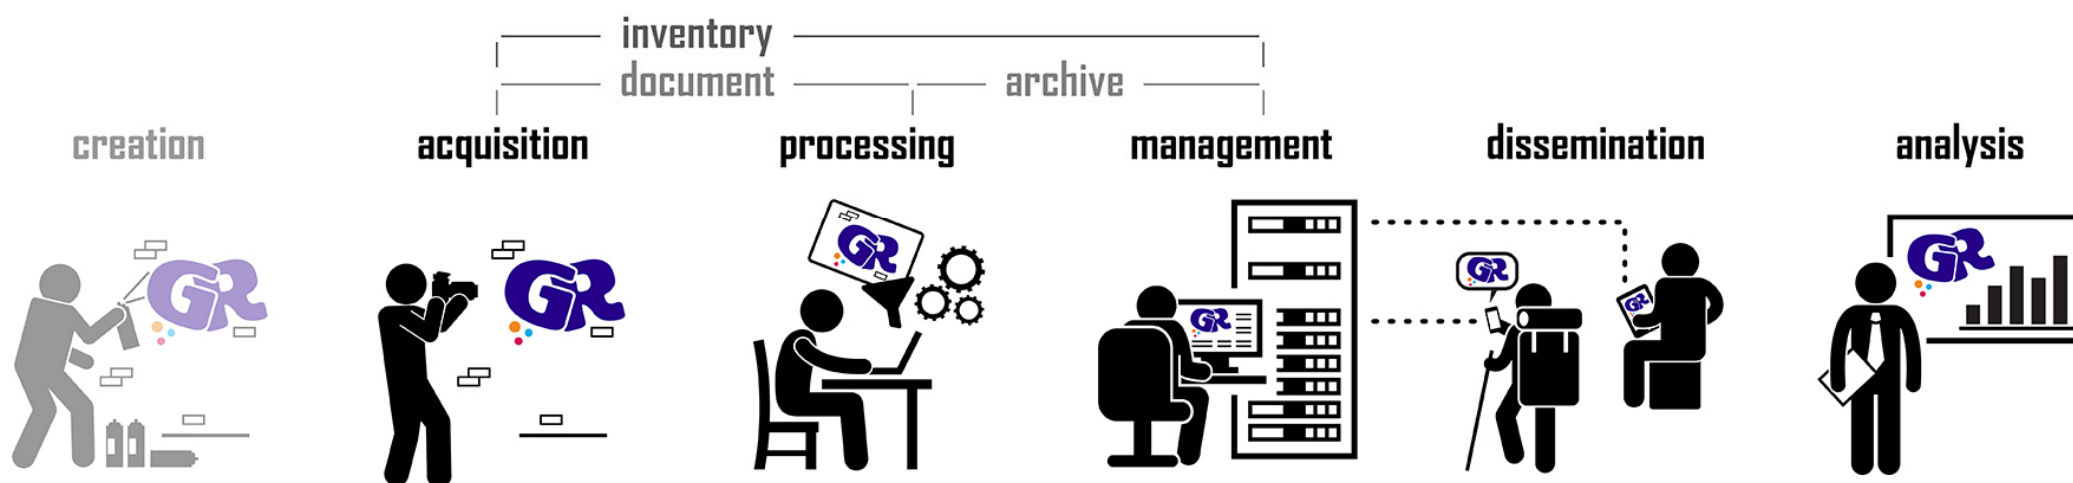 inventory
document archive
creation acquisition processing management dissemination analysis
GR GR GR GR GR GR GR